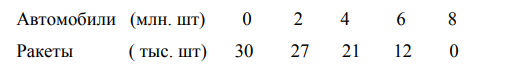 Автомобили (млн. шт) 0 2 4 6 8
Ракеты ( тыс. шт) 30 27 21 12 0